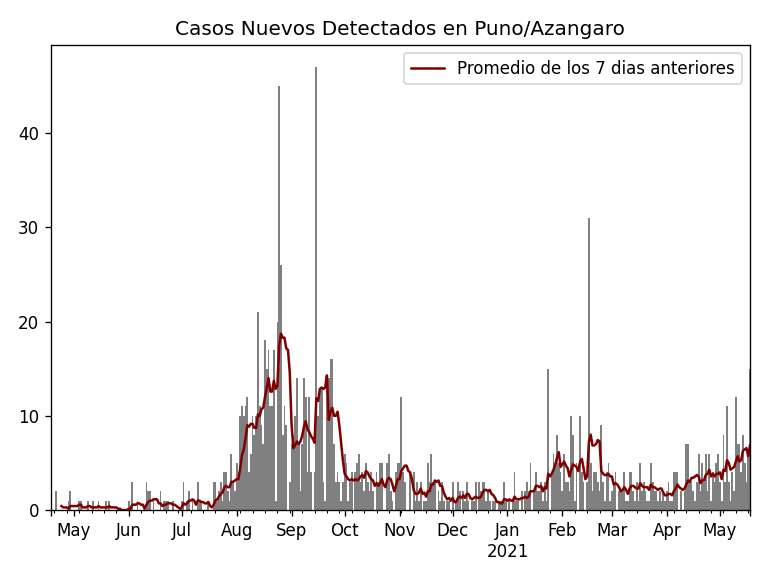 Casos Nuevos Detectados en Puno/Azangaro
Promedio de los 7 dias anteriores
40
30
20
10
0
May Jun Jul Aug Sep Oct Nov Dec Jan Feb Mar Apr May
2021